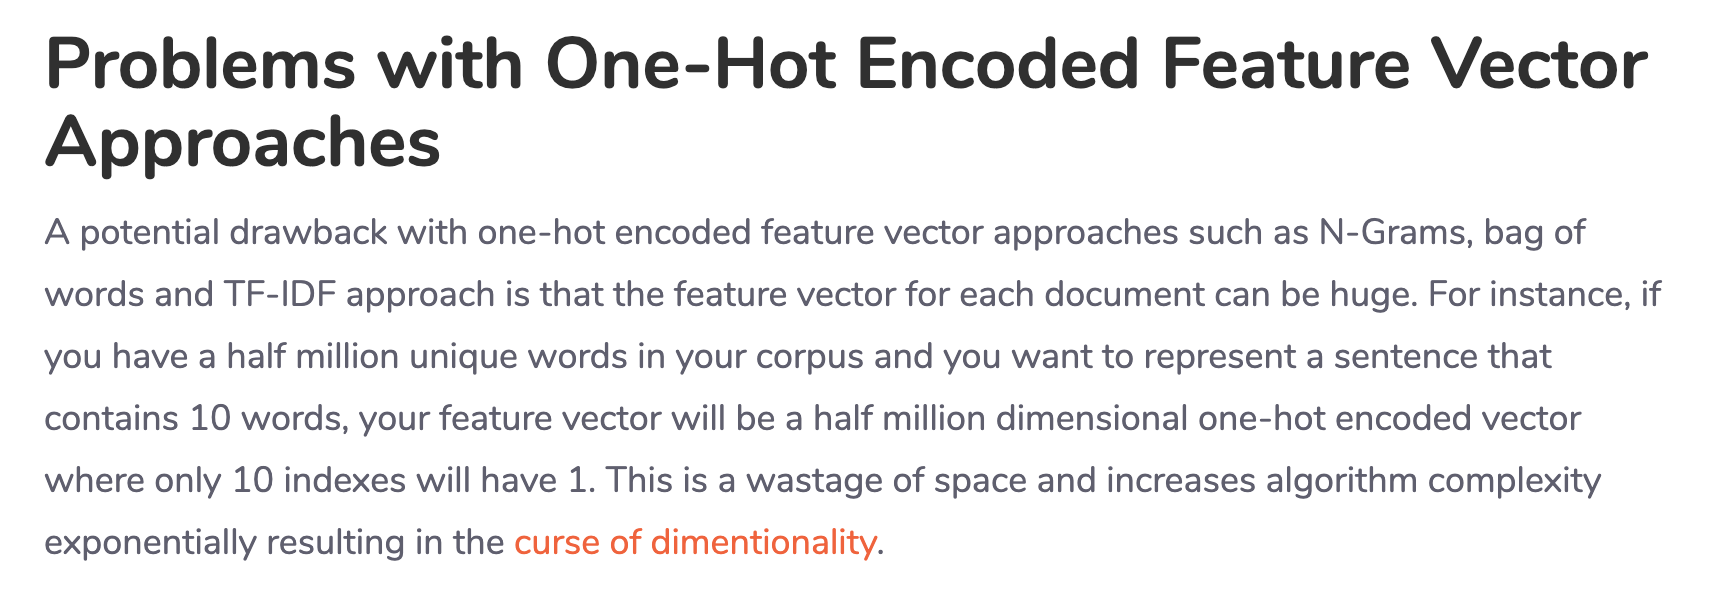 Problems with One-Hot Encoded Feature Vector
Approaches
A potential drawback with one-hot encoded feature vector approaches such as N-Grams, bag of
words and TF-IDF approach is that the feature vector for each document can be huge. For instance, if
you have a half million unique words in your corpus and you want to represent a sentence that
contains 10 words, your feature vector will be a half million dimensional one-hot encoded vector
where only 10 indexes will have 1. This is a wastage of space and increases algorithm complexity
exponentially resulting in the curse of dimentionality.